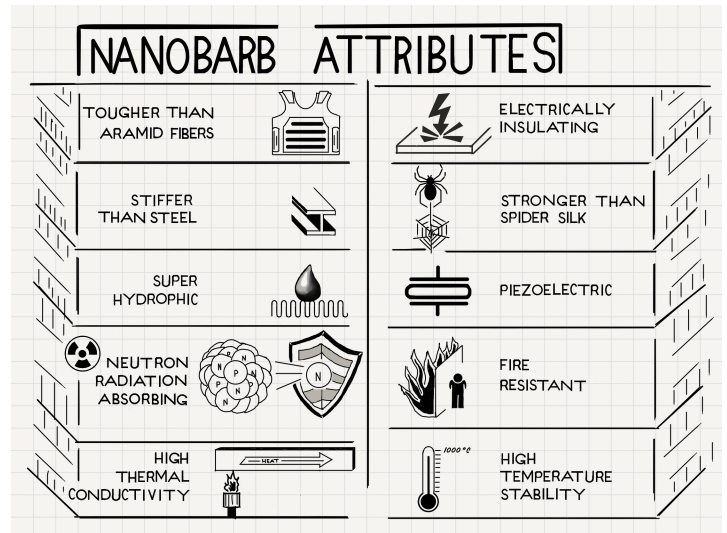 NANOBARB ATTRIBUTES
TOUGHER THAN
ARAMID FIBERS
STIFFER
THAN STEEL
SUPER
HYDROPHIC
NEUTRON
RADIATION
ABSORBING
N
P
N
P
N
P
N
N
N
HIGH
THERMAL
CONDUCTIVITY
HEAT
ELECTRICALLY
INSULATING
STRONGER THAN
SPIDER SILK
PIEZOELECTRIC
FIRE
RESISTANT
1000 °C
HIGH
TEMPERATURE
STABILITY